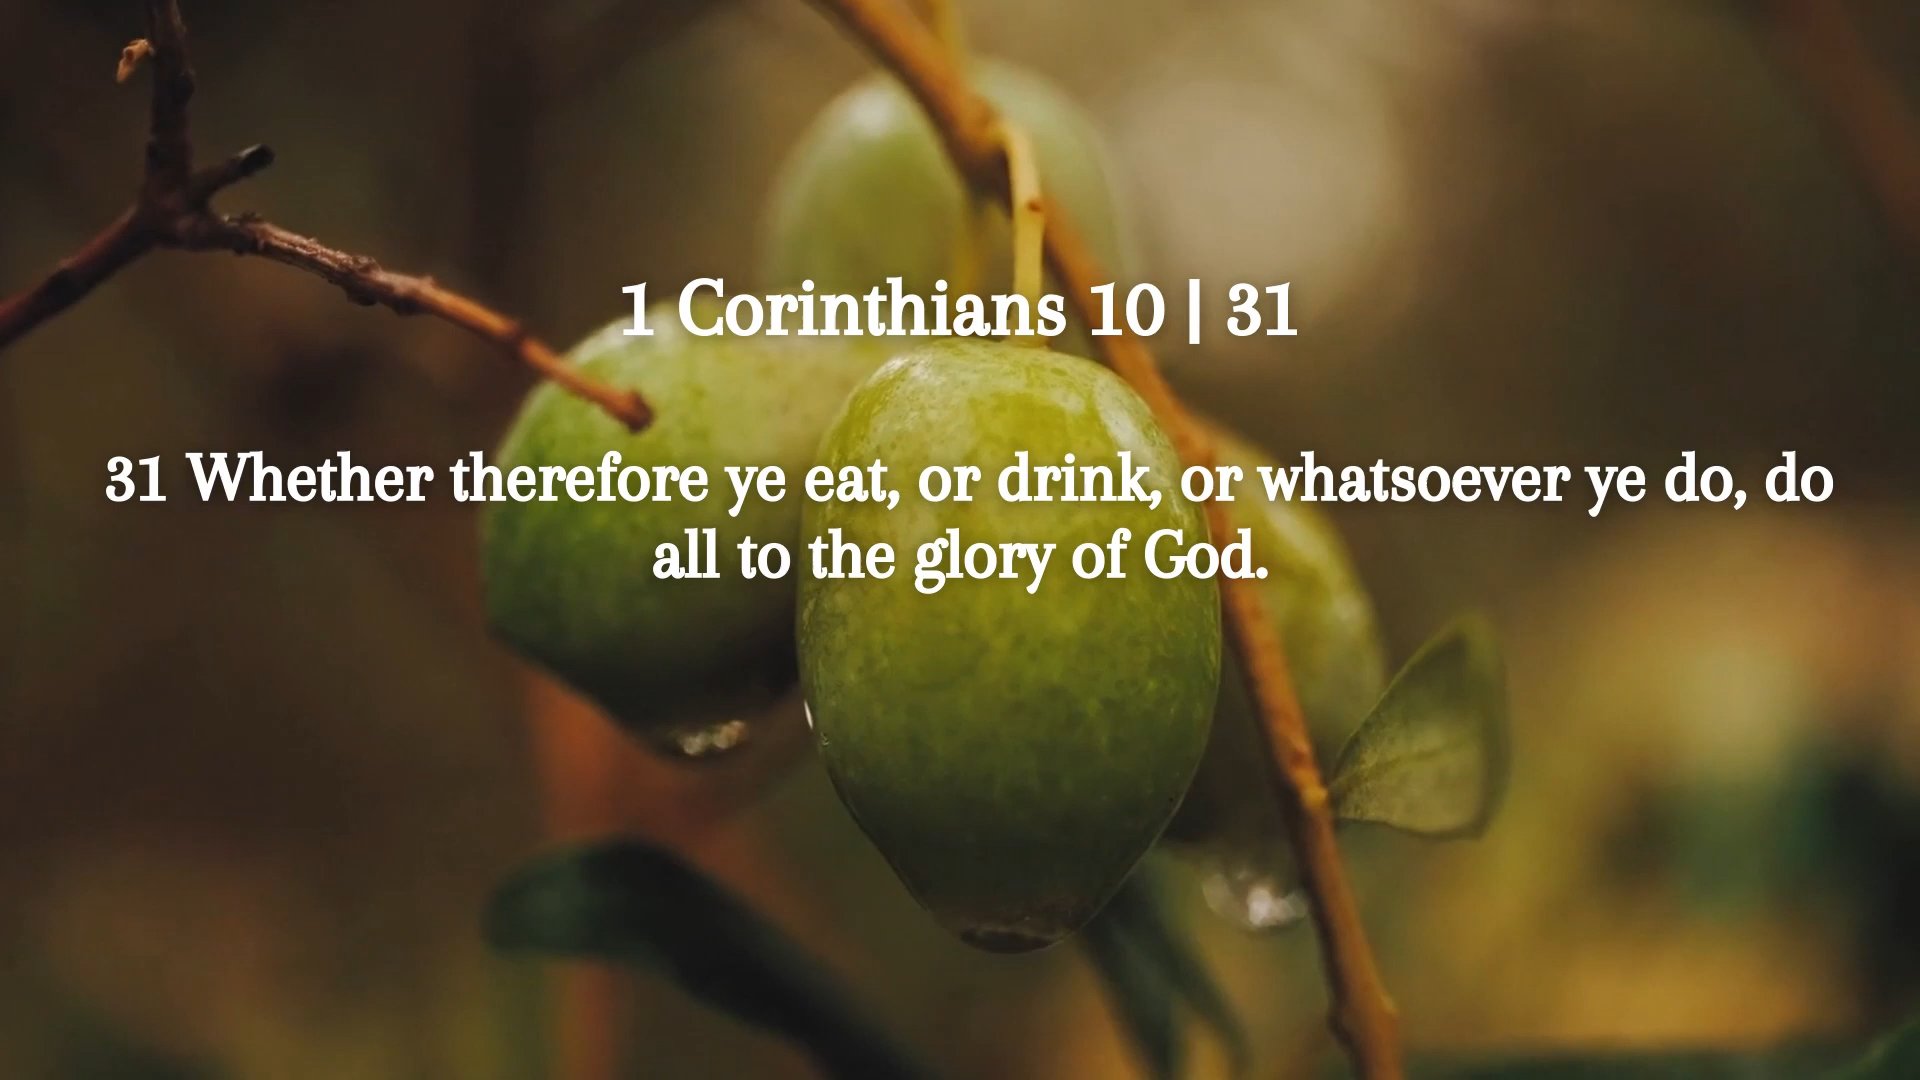 1 Corinthians 10 | 31
31 Whether therefore ye eat, or drink, or whatsoever ye do, do
all to the glory of God.